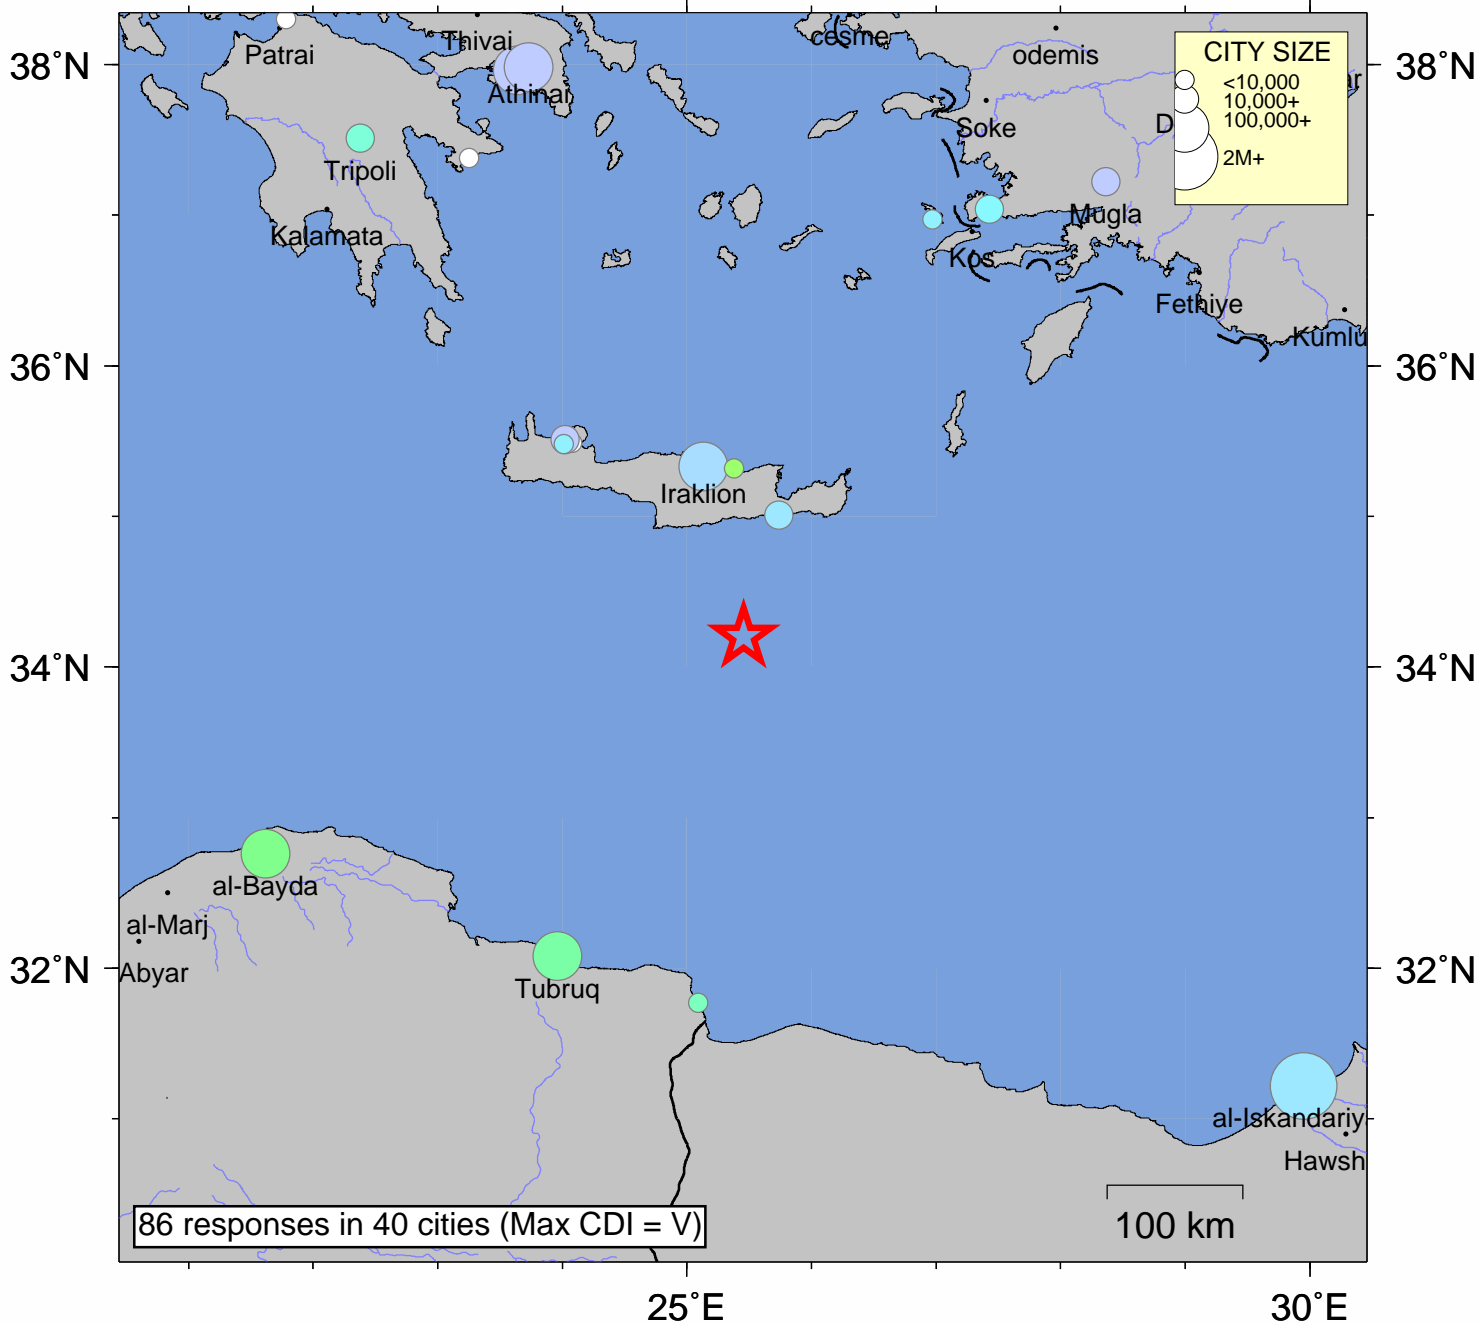 38˚N
38˚N
36˚N
36˚N
34˚N
34˚N
32˚N
32˚N
25˚E
30˚E
CITY SIZE
<10,000
10,000+
100,000+
2M+
Thivai
cesme
Patrai
odemis
ar
Athinai
D
Soke
Tripoli
Mugla
Kalamata
Kos
Fethiye
Kumlu
Iraklion
al-Bayda
al-Marj
Abyar
Tubruq
al-Iskandariy
Hawsh
86 responses in 40 cities (Max CDI = V)
100 km